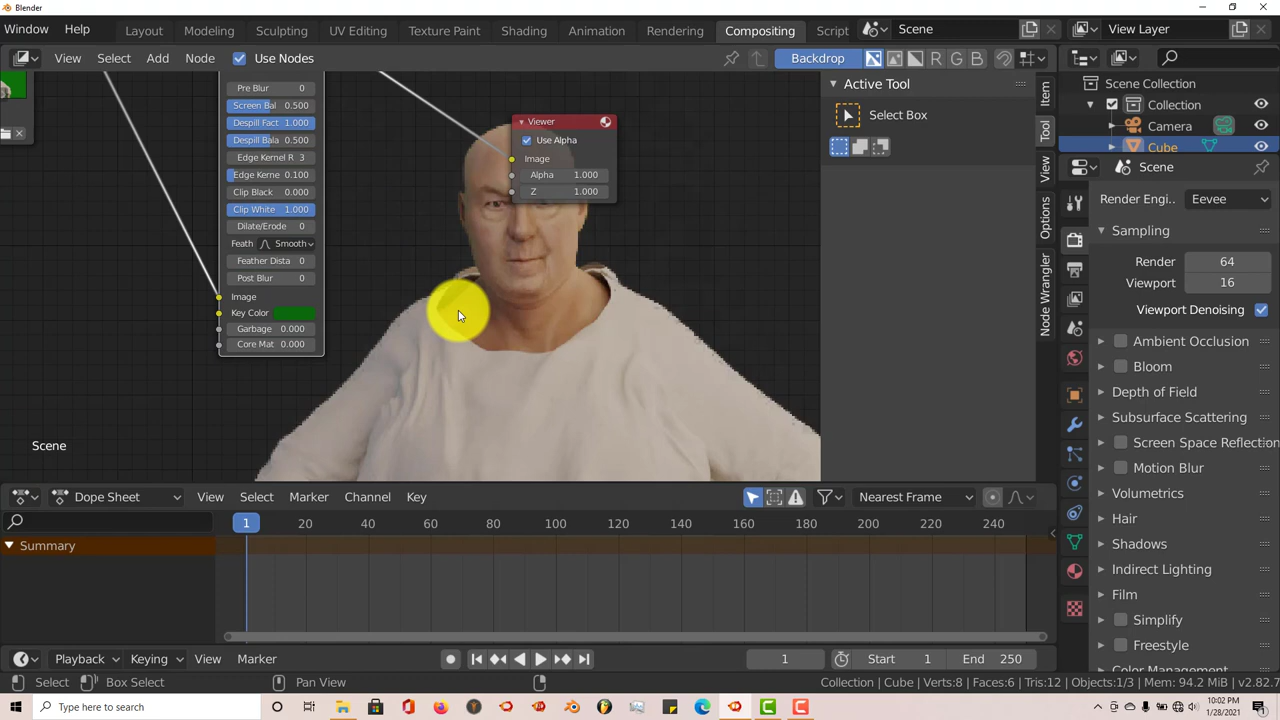 Blender
Window Help Layout Modeling Sculpting UV Editing Texture Paint Shading Animation Rendering Compositing Script Scene View Layer
View Select Add Node Use Nodes Backdrop R G B
Active Tool
Select Box
Item
Tool
View
Options
Node Wrangler
Pre Blur 0
Screen Bal 0.500
Despill Fact 1.000
Despill Bala 0.500
Edge Kernel R 3
Edge Kerne 0.100
Clip Black 0.000
Clip White 1.000
Dilate/Erode 0
Feath Smooth
Feather Dista 0
Post Blur 0
Image
Key Color
Garbage 0.000
Core Mat 0.000
Viewer
Use Alpha
Image
Alpha 1.000
Z 1.000
Scene
Scene Collection
Collection
Camera
Cube
Scene
Render Engi.. Eevee
Sampling
Render 64
Viewport 16
Viewport Denoising
Ambient Occlusion
Bloom
Depth of Field
Subsurface Scattering
Screen Space Reflection
Motion Blur
Volumetrics
Hair
Shadows
Indirect Lighting
Film
Simplify
Freestyle
Color Management
Dope Sheet View Select Marker Channel Key Nearest Frame
1 20 40 60 80 100 120 140 160 180 200 220 240
Summary
Playback Keying View Marker 1 Start 1 End 250
Select Box Select Pan View Collection | Cube | Verts:8 | Faces:6 | Tris:12 | Objects:1/3 | Mem: 94.2 MiB | v2.82.7
Type here to search
10:02 PM
1/28/2021